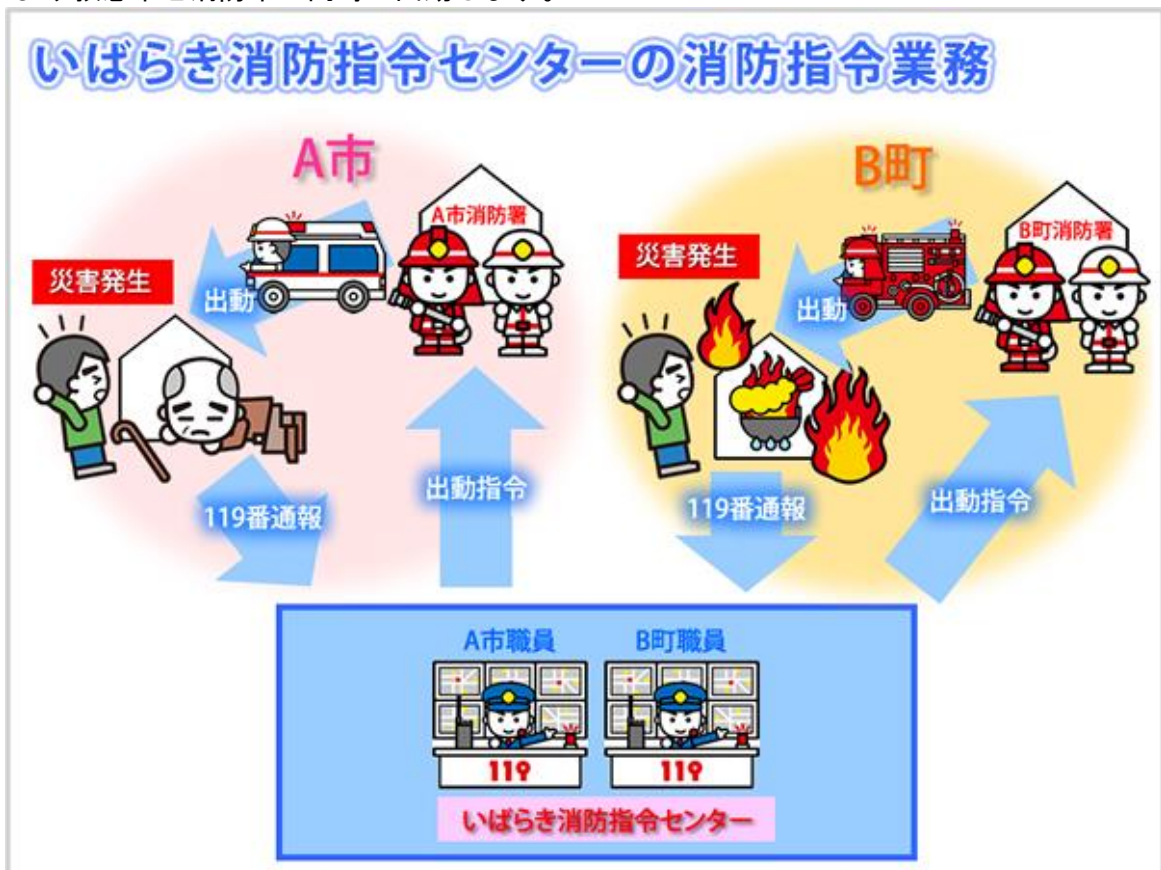 いばらき消防指令センターの消防指令業務
A市
B町
A市消防署
B町消防署
災害発生
災害発生
出動
出動
119番通報
出動指令
119番通報
出動指令
A市職員
B町職員
119
119
いばらき消防指令センター